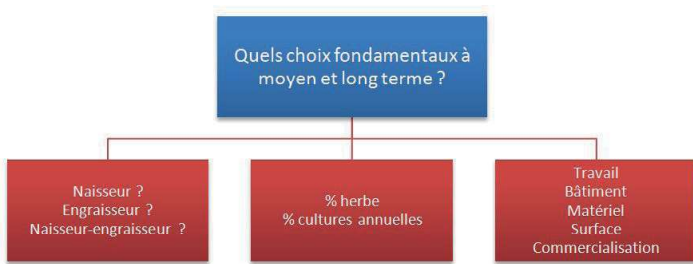 Quels choix fondamentaux à
moyen et long terme ?
Naisseur ?
Engraisseur ?
Naisseur-engraisseur ?
% herbe
% cultures annuelles
Travail
Bâtiment
Matériel
Surface
Commercialisation